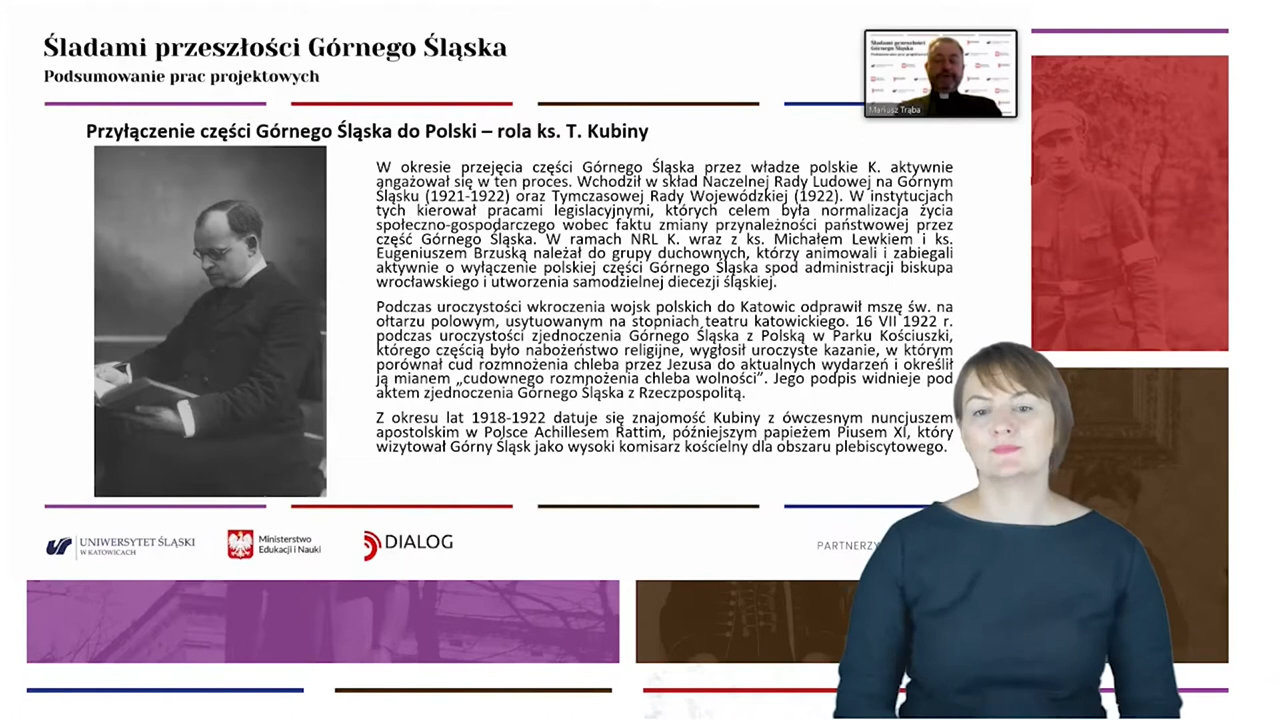 Śladami przeszłości Górnego Śląska
Podsumowanie prac projektowych
Śladami przeszłości
Górnego Śląska
Mariusz Trąba
Przyłączenie części Górnego Śląska do Polski – rola ks. T. Kubiny
W okresie przejęcia części Górnego Śląska przez władze polskie K. aktywnie
angażował się w ten proces. Wchodził w skład Naczelnej Rady Ludowej na Górnym
Śląsku (1921-1922) oraz Tymczasowej Rady Wojewódzkiej (1922). W instytucjach
tych kierował pracami legislacyjnymi, których celem była normalizacja życia
społeczno-gospodarczego wobec faktu zmiany przynależności państwowej przez
część Górnego Śląska. W ramach NRL K. wraz z ks. Michałem Lewkiem i ks.
Eugeniuszem Brzuską należał do grupy duchownych, którzy animowali i zabiegali
aktywnie o wyłączenie polskiej części Górnego Śląska spod administracji biskupa
wrocławskiego i utworzenia samodzielnej diecezji śląskiej.
Podczas uroczystości wkroczenia wojsk polskich do Katowic odprawił mszę św. na
ołtarzu polowym, usytuowanym na stopniach teatru katowickiego. 16 VII 1922 r.
podczas uroczystości zjednoczenia Górnego Śląska z Polską w Parku Kościuszki,
którego częścią było nabożeństwo religijne, wygłosił uroczyste kazanie, w którym
porównał cud rozmnożenia chleba przez Jezusa do aktualnych wydarzeń i określił
ją mianem „cudownego rozmnożenia chleba wolności”. Jego podpis widnieje pod
aktem zjednoczenia Górnego Śląska z Rzeczpospolitą.
Z okresu lat 1918-1922 datuje się znajomość Kubiny z ówczesnym nuncjuszem
apostolskim w Polsce Achillesem Rattim, późniejszym papieżem Piusem XI, który
wizytował Górny Śląsk jako wysoki komisarz kościelny dla obszaru plebiscytowego.
UNIWERSYTET ŚLĄSKI
W KATOWICACH
Ministerstwo
Edukacji i Nauki
DIALOG
PARTNERZY